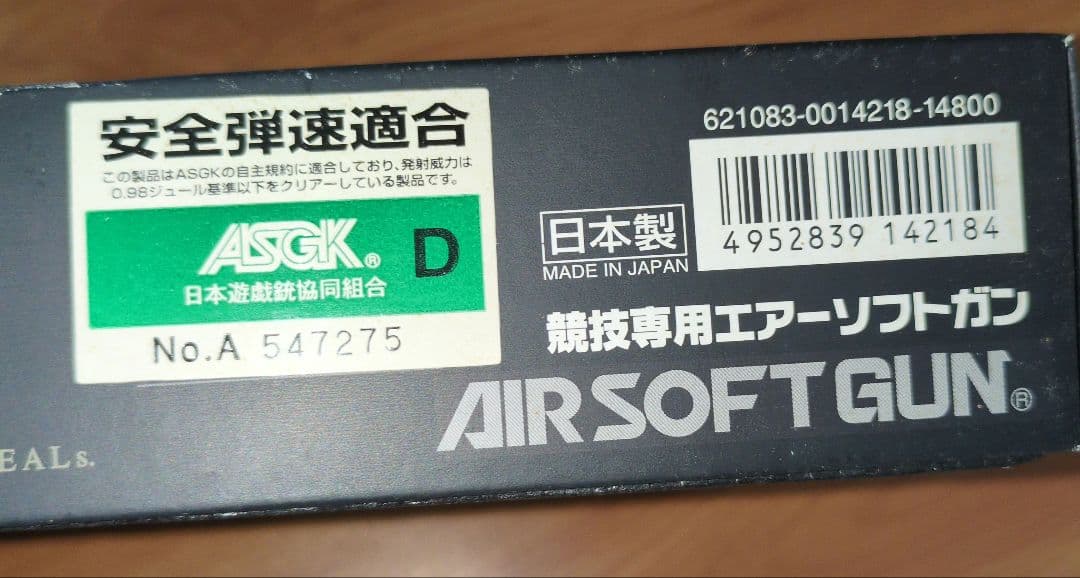 安全弾速適合
この製品はASGKの自主規約に適合しており、発射威力は
0.98ジュール基準以下をクリアーしている製品です。
ASGK® D
日本遊戯銃協同組合
No.A 547275
EALs.
621083-0014218-14800
4952839 142184
日本製
MADE IN JAPAN
競技専用エアーソフトガン
AIR SOFT GUN®